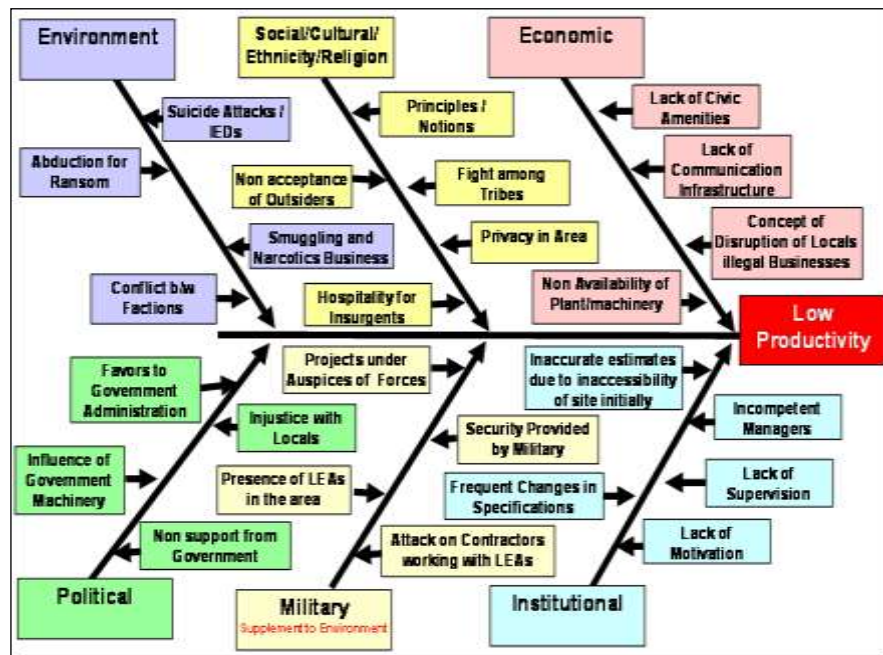 Environment
Social/Cultural/
Ethnicity/Religion
Economic
Suicide Attacks /
IEDs
Abduction for
Ransom
Smuggling and
Narcotics Business
Conflict b/w
Factions
Principles /
Notions
Non acceptance
of Outsiders
Fight among
Tribes
Privacy in Area
Hospitality for
Insurgents
Lack of Civic
Amenities
Lack of
Communication
Infrastructure
Concept of
Disruption of Locals
illegal Businesses
Non Availability of
Plant/machinery
Low
Productivity
Favors to
Government
Administration
Injustice with
Locals
Influence of
Government
Machinery
Non support from
Government
Political
Projects under
Auspices of Forces
Security Provided
by Military
Presence of LEAs
in the area
Attack on Contractors
working with LEAs
Military
Supplement to Environment
Inaccurate estimates
due to inaccessibility
of site initially
Incompetent
Managers
Lack of
Supervision
Frequent Changes in
Specifications
Lack of
Motivation
Institutional